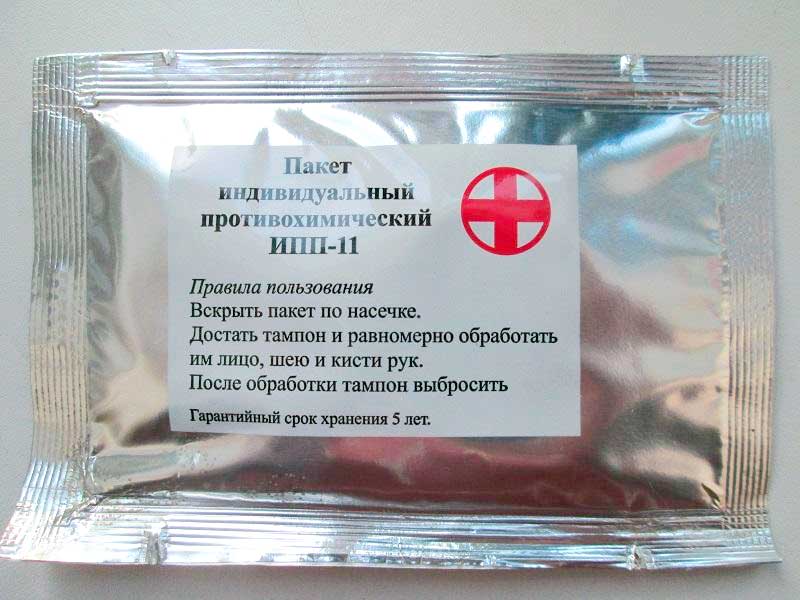 Пакет
индивидуальный
противохимический
ИПП-11
Правила пользования
Вскрыть пакет по насечке.
Достать тампон и равномерно обработать
им лицо, шею и кисти рук.
После обработки тампон выбросить
Гарантийный срок хранения 5 лет.